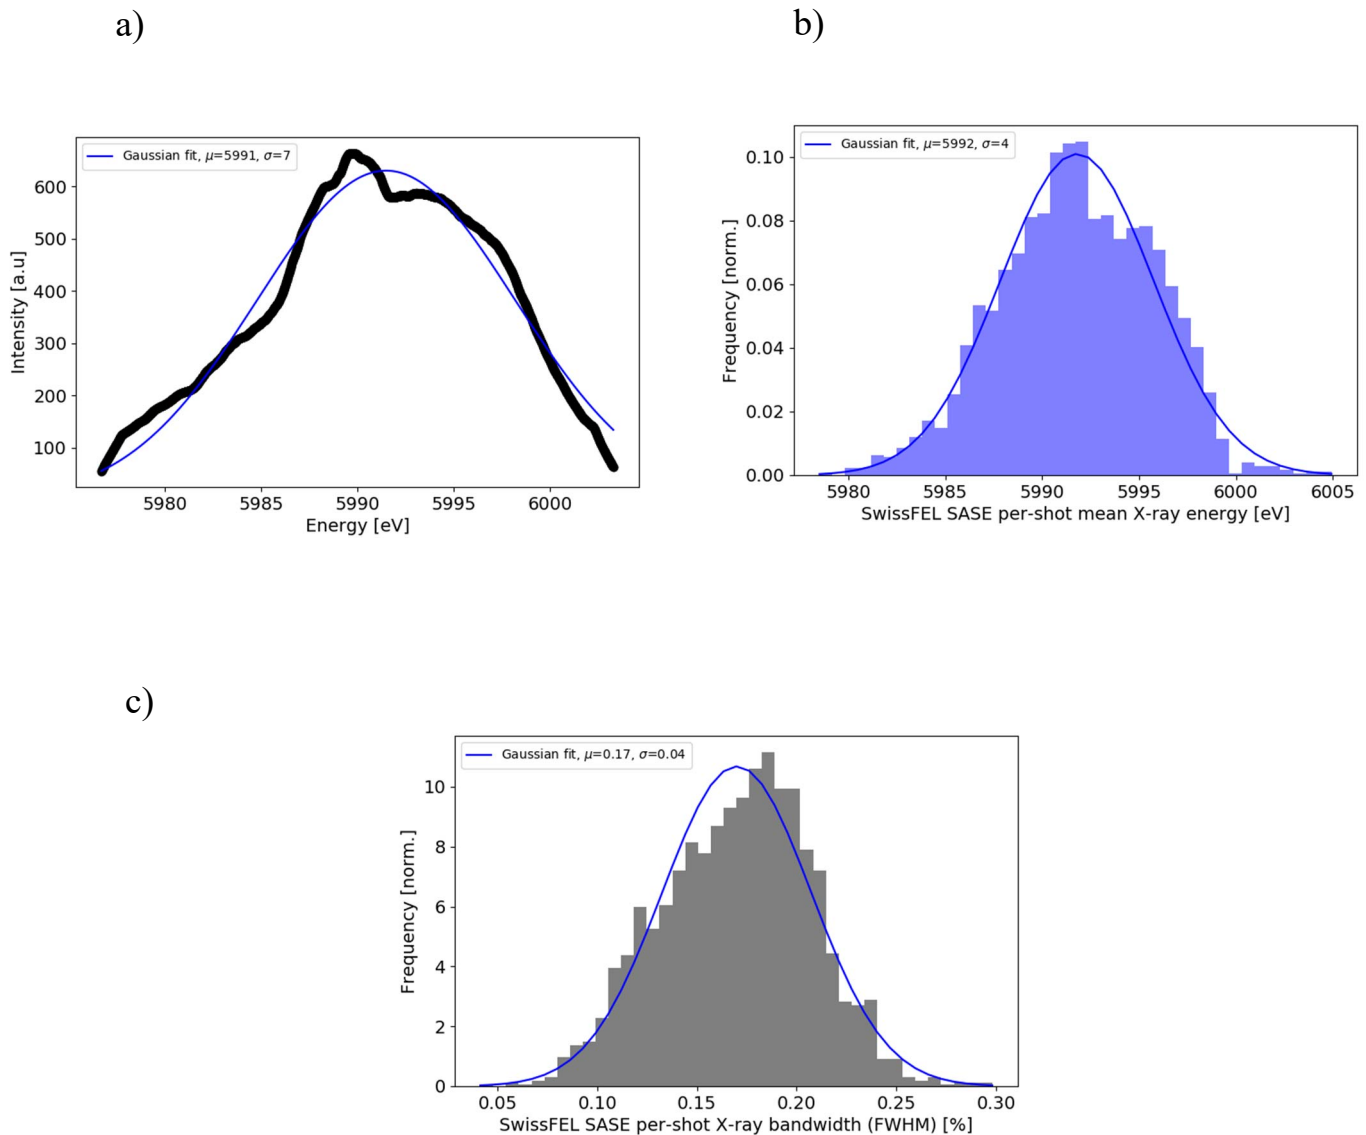 a)
Gaussian fit, μ=5991, σ=7
Intensity [a.u]
600
500
400
300
200
100
5980 5985 5990 5995 6000
Energy [eV]
b)
Gaussian fit, μ=5992, σ=4
Frequency [norm.]
0.10
0.08
0.06
0.04
0.02
0.00
5980 5985 5990 5995 6000 6005
SwissFEL SASE per-shot mean X-ray energy [eV]
c)
Gaussian fit, μ=0.17, σ=0.04
Frequency [norm.]
10
8
6
4
2
0
0.05 0.10 0.15 0.20 0.25 0.30
SwissFEL SASE per-shot X-ray bandwidth (FWHM) [%]